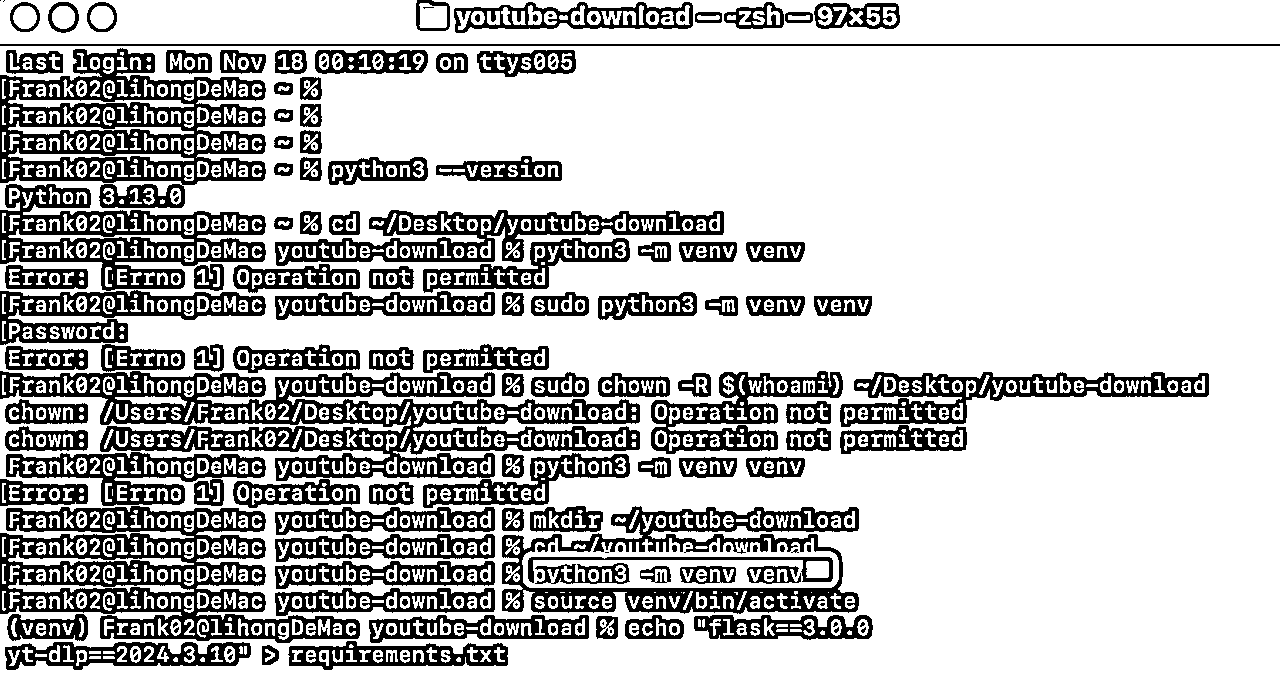 youtube-download — -zsh — 97×55
Last login: Mon Nov 18 00:10:19 on ttys005
[Frank02@lihongDeMac ~ %
[Frank02@lihongDeMac ~ %
[Frank02@lihongDeMac ~ %
[Frank02@lihongDeMac ~ % python3 --version
Python 3.13.0
[Frank02@lihongDeMac ~ % cd ~/Desktop/youtube-download
[Frank02@lihongDeMac youtube-download % python3 -m venv venv
Error: [Errno 1] Operation not permitted
[Frank02@lihongDeMac youtube-download % sudo python3 -m venv venv
[Password:
Error: [Errno 1] Operation not permitted
[Frank02@lihongDeMac youtube-download % sudo chown -R $(whoami) ~/Desktop/youtube-download
chown: /Users/Frank02/Desktop/youtube-download: Operation not permitted
chown: /Users/Frank02/Desktop/youtube-download: Operation not permitted
Frank02@lihongDeMac youtube-download % python3 -m venv venv
[Error: [Errno 1] Operation not permitted
Frank02@lihongDeMac youtube-download % mkdir ~/youtube-download
[Frank02@lihongDeMac youtube-download % cd ~/youtube-download
[Frank02@lihongDeMac youtube-download % python3 -m venv venv
[Frank02@lihongDeMac youtube-download % source venv/bin/activate
(venv) Frank02@lihongDeMac youtube-download % echo "flask==3.0.0
yt-dlp==2024.3.10" > requirements.txt